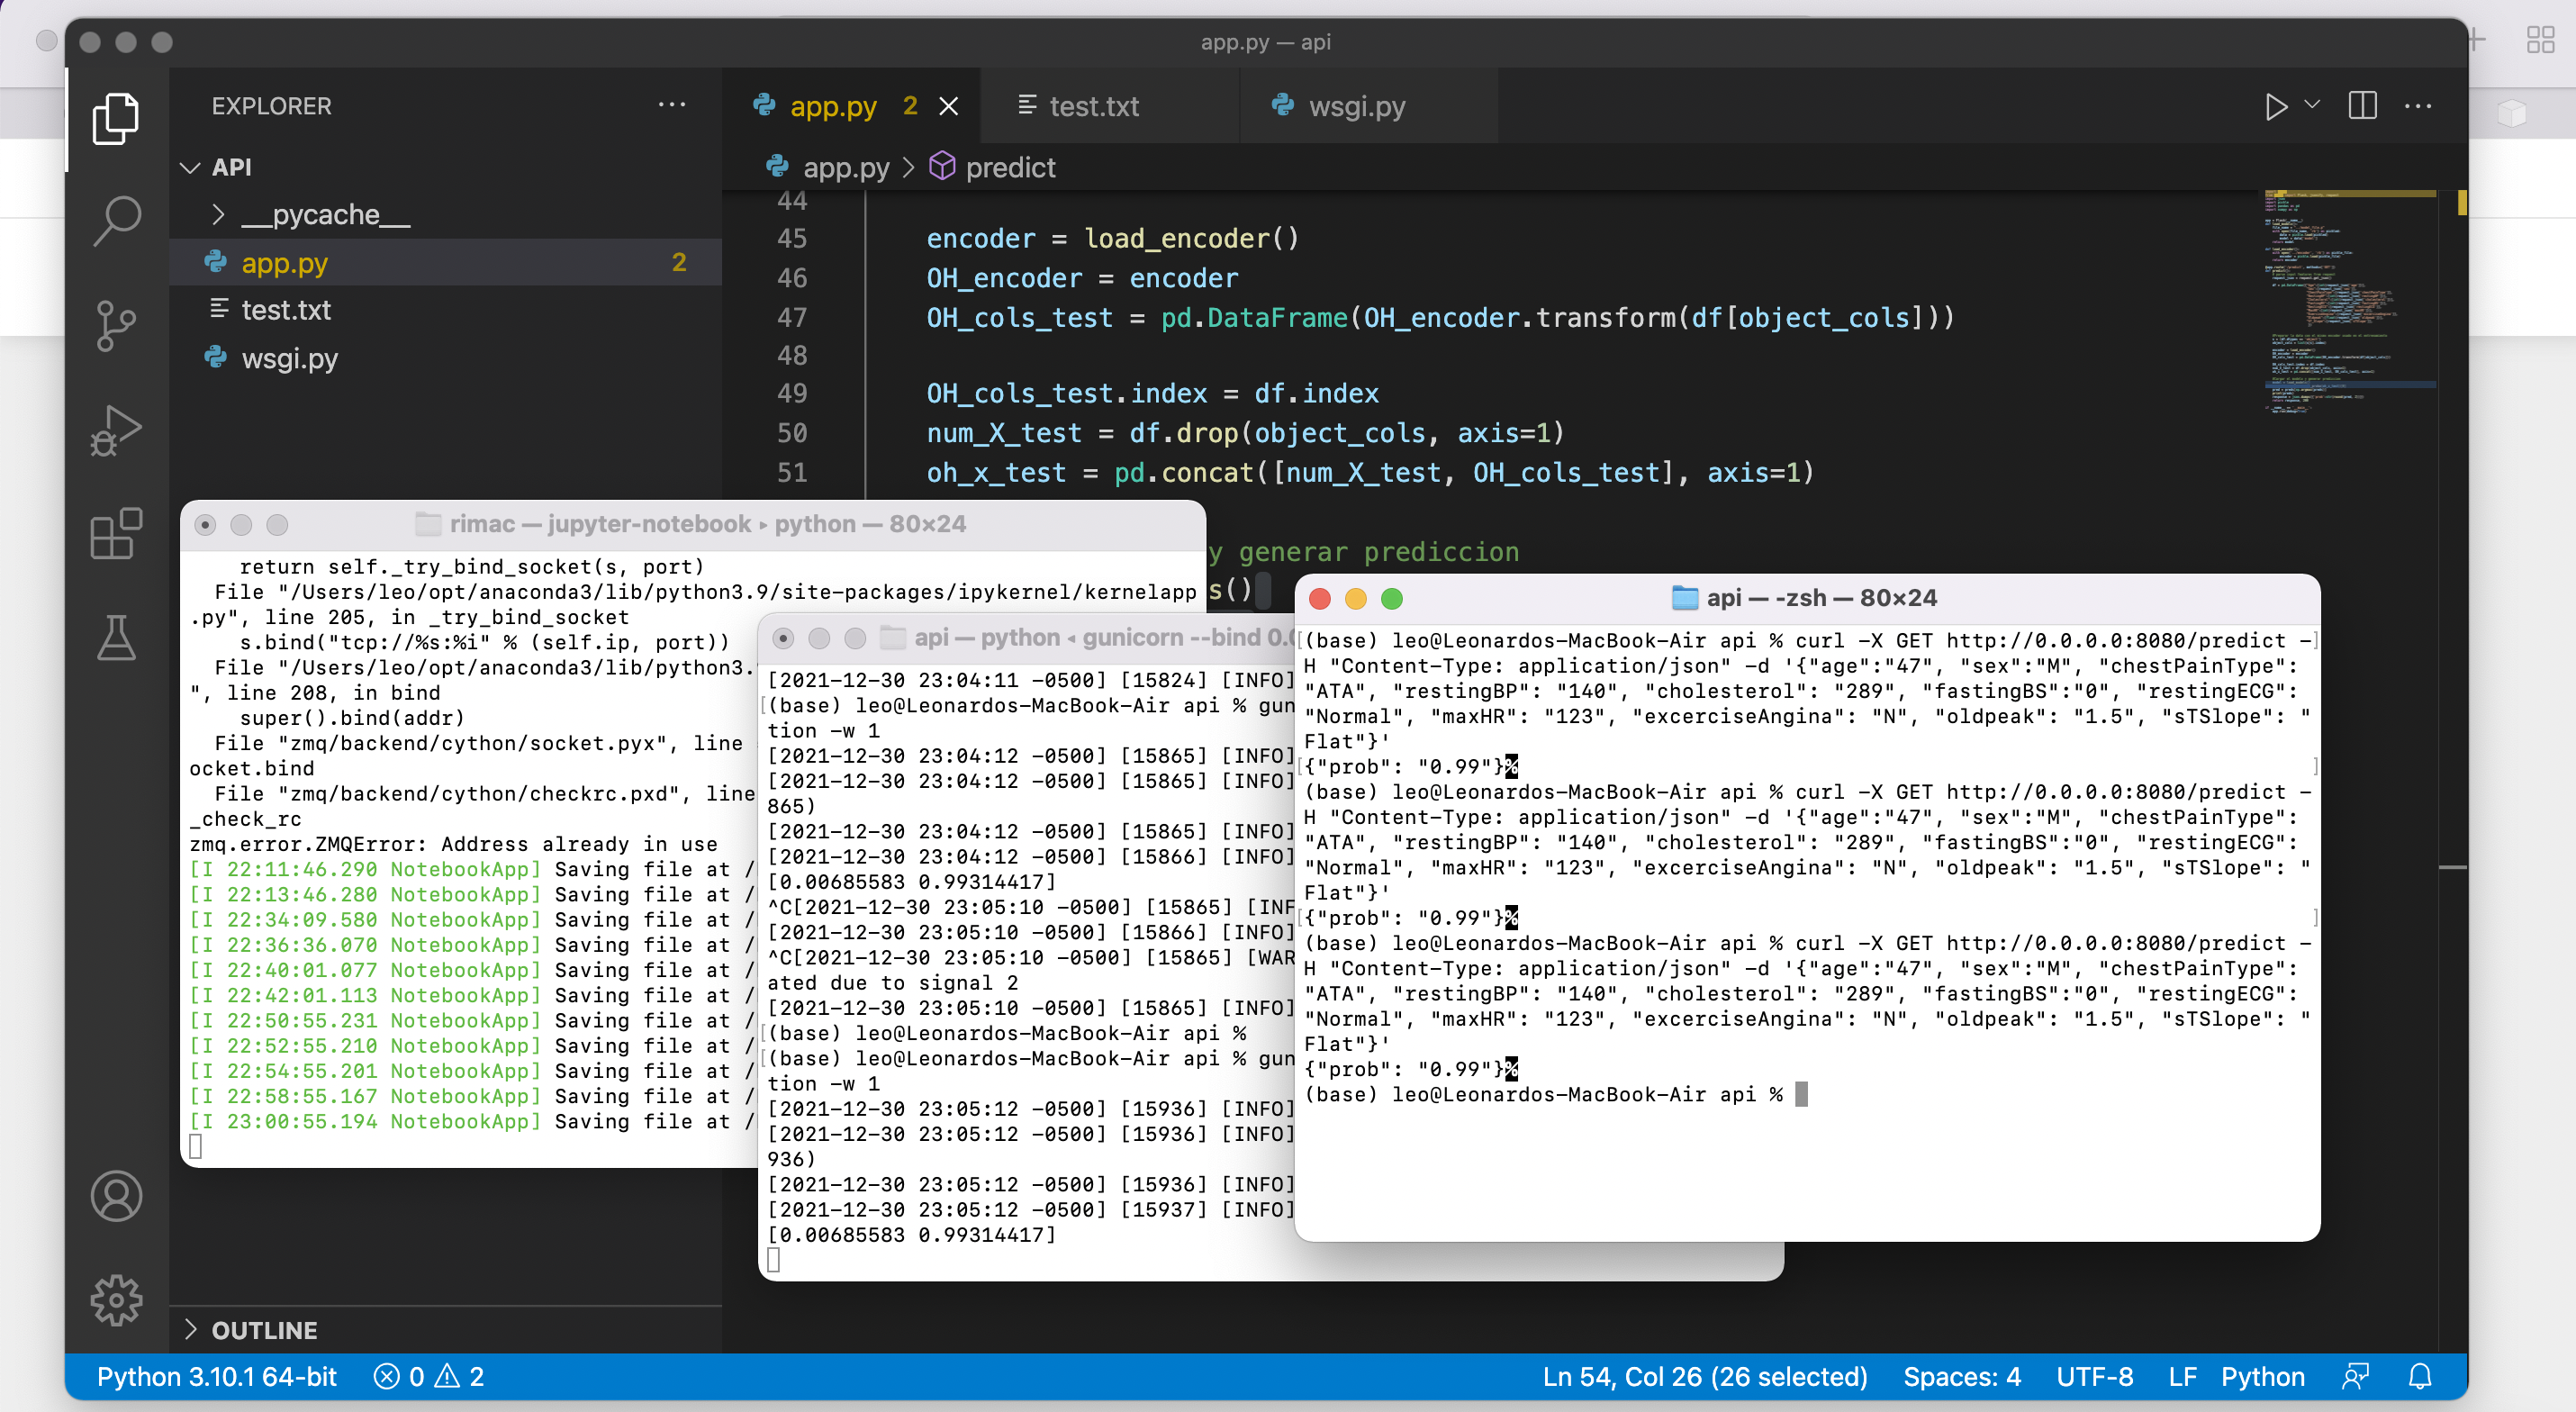 app.py — api
EXPLORER
API
__pycache__
app.py 2
test.txt
wsgi.py
OUTLINE
app.py 2
test.txt
wsgi.py
app.py > predict
44
45 encoder = load_encoder()
46 OH_encoder = encoder
47 OH_cols_test = pd.DataFrame(OH_encoder.transform(df[object_cols]))
48
49 OH_cols_test.index = df.index
50 num_X_test = df.drop(object_cols, axis=1)
51 oh_x_test = pd.concat([num_X_test, OH_cols_test], axis=1)
y generar prediccion
s()
rimac — jupyter-notebook ▸ python — 80×24
return self._try_bind_socket(s, port)
File "/Users/leo/opt/anaconda3/lib/python3.9/site-packages/ipykernel/kernelapp
.py", line 205, in _try_bind_socket
s.bind("tcp://%s:%i" % (self.ip, port))
File "/Users/leo/opt/anaconda3/lib/python3.
", line 208, in bind
super().bind(addr)
File "zmq/backend/cython/socket.pyx", line
ocket.bind
File "zmq/backend/cython/checkrc.pxd", line
_check_rc
zmq.error.ZMQError: Address already in use
[I 22:11:46.290 NotebookApp] Saving file at /
[I 22:13:46.280 NotebookApp] Saving file at /
[I 22:34:09.580 NotebookApp] Saving file at /
[I 22:36:36.070 NotebookApp] Saving file at /
[I 22:40:01.077 NotebookApp] Saving file at /
[I 22:42:01.113 NotebookApp] Saving file at /
[I 22:50:55.231 NotebookApp] Saving file at /
[I 22:52:55.210 NotebookApp] Saving file at /
[I 22:54:55.201 NotebookApp] Saving file at /
[I 22:58:55.167 NotebookApp] Saving file at /
[I 23:00:55.194 NotebookApp] Saving file at /
api — python ◂ gunicorn --bind 0.0
[2021-12-30 23:04:11 -0500] [15824] [INFO]
(base) leo@Leonardos-MacBook-Air api % gun
tion -w 1
[2021-12-30 23:04:12 -0500] [15865] [INFO]
[2021-12-30 23:04:12 -0500] [15865] [INFO]
865)
[2021-12-30 23:04:12 -0500] [15865] [INFO]
[2021-12-30 23:04:12 -0500] [15866] [INFO]
[0.00685583 0.99314417]
^C[2021-12-30 23:05:10 -0500] [15865] [INF
[2021-12-30 23:05:10 -0500] [15866] [INFO]
^C[2021-12-30 23:05:10 -0500] [15865] [WAR
ated due to signal 2
[2021-12-30 23:05:10 -0500] [15865] [INFO]
(base) leo@Leonardos-MacBook-Air api %
(base) leo@Leonardos-MacBook-Air api % gun
tion -w 1
[2021-12-30 23:05:12 -0500] [15936] [INFO]
[2021-12-30 23:05:12 -0500] [15936] [INFO]
936)
[2021-12-30 23:05:12 -0500] [15936] [INFO]
[2021-12-30 23:05:12 -0500] [15937] [INFO]
[0.00685583 0.99314417]
api — -zsh — 80×24
(base) leo@Leonardos-MacBook-Air api % curl -X GET http://0.0.0.0:8080/predict -
H "Content-Type: application/json" -d '{"age":"47", "sex":"M", "chestPainType":
"ATA", "restingBP": "140", "cholesterol": "289", "fastingBS":"0", "restingECG":
"Normal", "maxHR": "123", "excerciseAngina": "N", "oldpeak": "1.5", "sTSlope": "
Flat"}'
{"prob": "0.99"}%
(base) leo@Leonardos-MacBook-Air api % curl -X GET http://0.0.0.0:8080/predict -
H "Content-Type: application/json" -d '{"age":"47", "sex":"M", "chestPainType":
"ATA", "restingBP": "140", "cholesterol": "289", "fastingBS":"0", "restingECG":
"Normal", "maxHR": "123", "excerciseAngina": "N", "oldpeak": "1.5", "sTSlope": "
Flat"}'
{"prob": "0.99"}%
(base) leo@Leonardos-MacBook-Air api % curl -X GET http://0.0.0.0:8080/predict -
H "Content-Type: application/json" -d '{"age":"47", "sex":"M", "chestPainType":
"ATA", "restingBP": "140", "cholesterol": "289", "fastingBS":"0", "restingECG":
"Normal", "maxHR": "123", "excerciseAngina": "N", "oldpeak": "1.5", "sTSlope": "
Flat"}'
{"prob": "0.99"}%
(base) leo@Leonardos-MacBook-Air api %
Python 3.10.1 64-bit 0 2 Ln 54, Col 26 (26 selected) Spaces: 4 UTF-8 LF Python